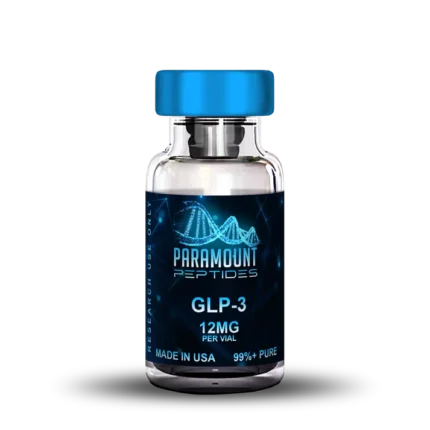 RESEARCH USE ONLY
PARAMOUNT
PEPTIDES
GLP-3
12MG
PER VIAL
MADE IN USA
99%+ PURE